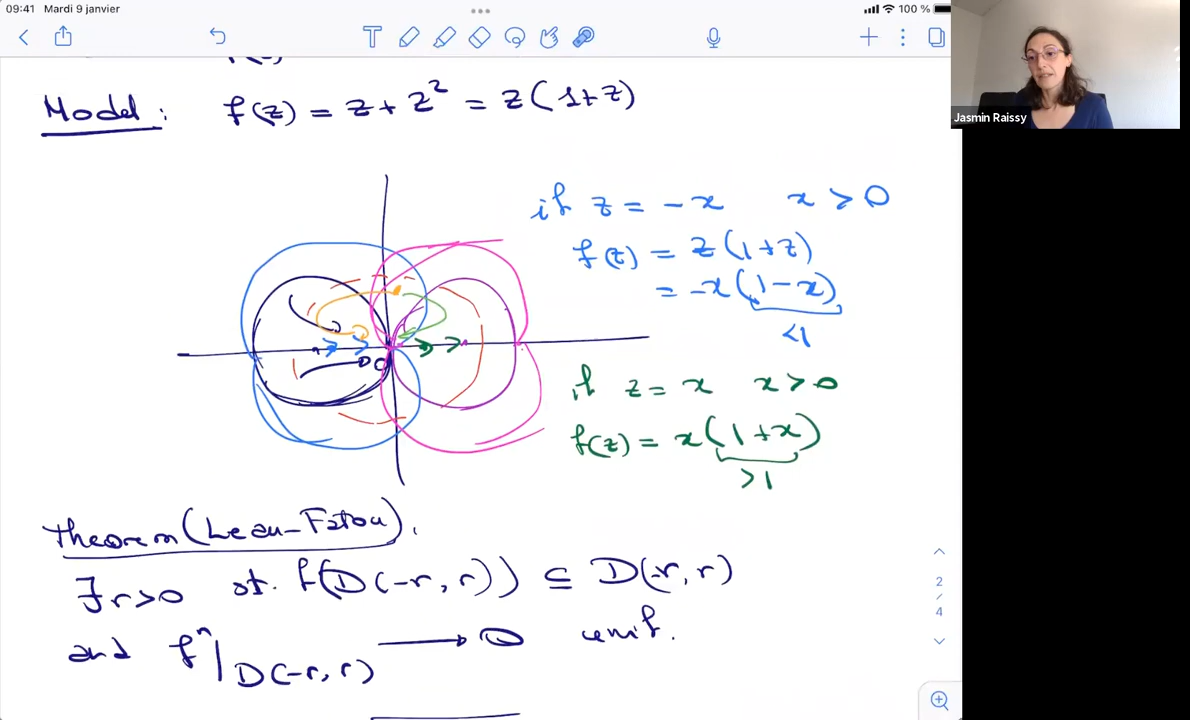 09:41 Mardi 9 janvier
100 %
Jasmin Raissy
Model: f(z) = z + z² = z(1+z)
if z = -x x > 0
f(z) = z(1+z)
= -x(1-x)
<1
if z = x x > 0
f(z) = x(1+x)
>1
0
Theorem (Leau-Fatou).
∃r>0 st. f(D(-r, r)) ⊆ D(-r, r)
and fⁿ|D(-r, r) ⟶ 0 unif.
2
/
4